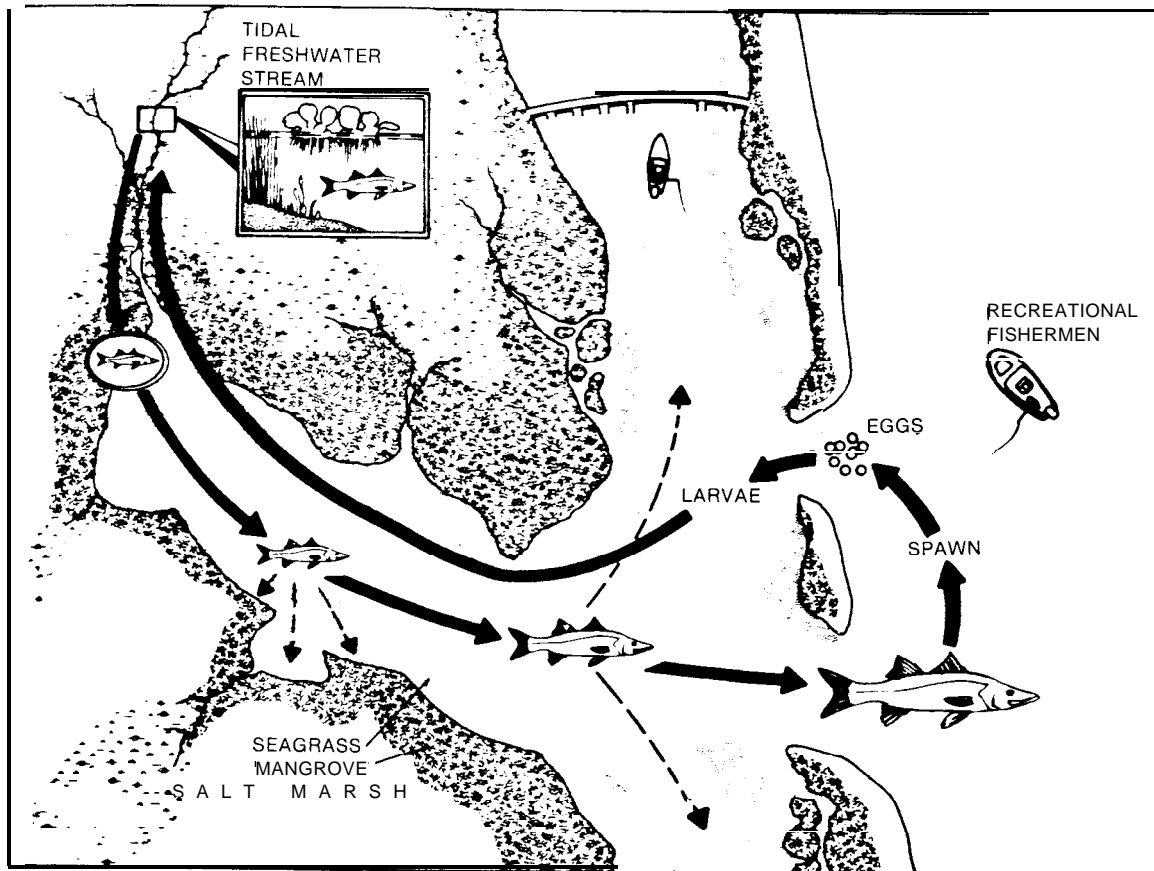 TIDAL
FRESHWATER
STREAM
RECREATIONAL
FISHERMEN
EGGS
LARVAE
SPAWN
SEAGRASS
MANGROVE
SALT MARSH